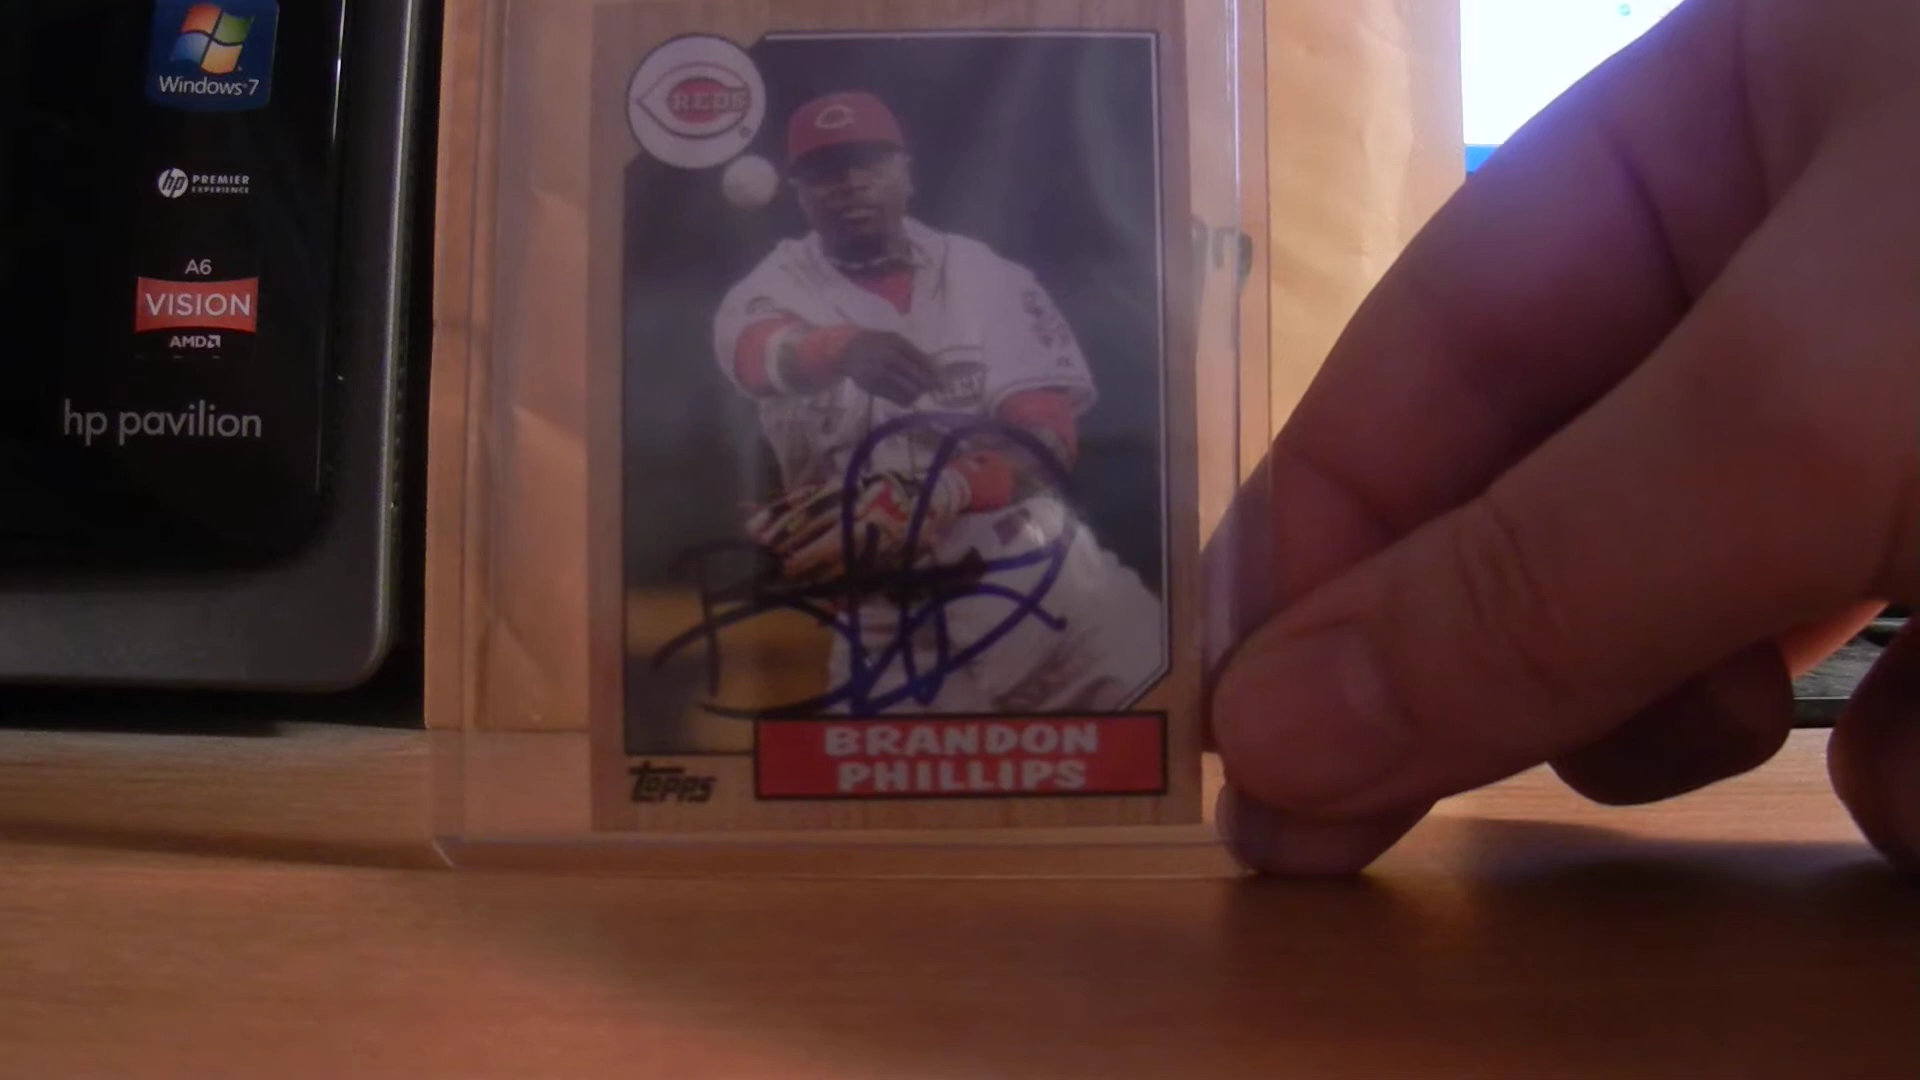 Windows 7
hp PREMIER
EXPERIENCE
A6
VISION
AMD
hp pavilion
REDS
C
BRANDON
PHILLIPS
TOPPS